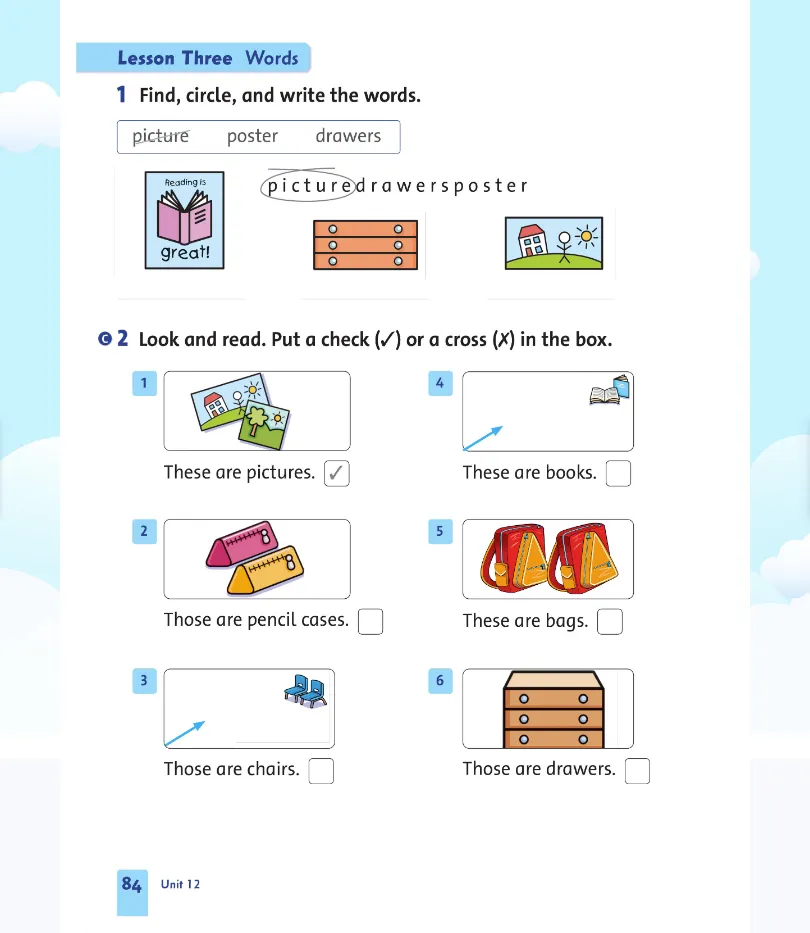 Lesson Three Words
1 Find, circle, and write the words.
picture poster drawers
Reading is
great!
picturedrawersposter
C 2 Look and read. Put a check (✓) or a cross (✗) in the box.
1
These are pictures. ✓
2
Those are pencil cases.
3
Those are chairs.
4
These are books.
5
These are bags.
6
Those are drawers.
84 Unit 12